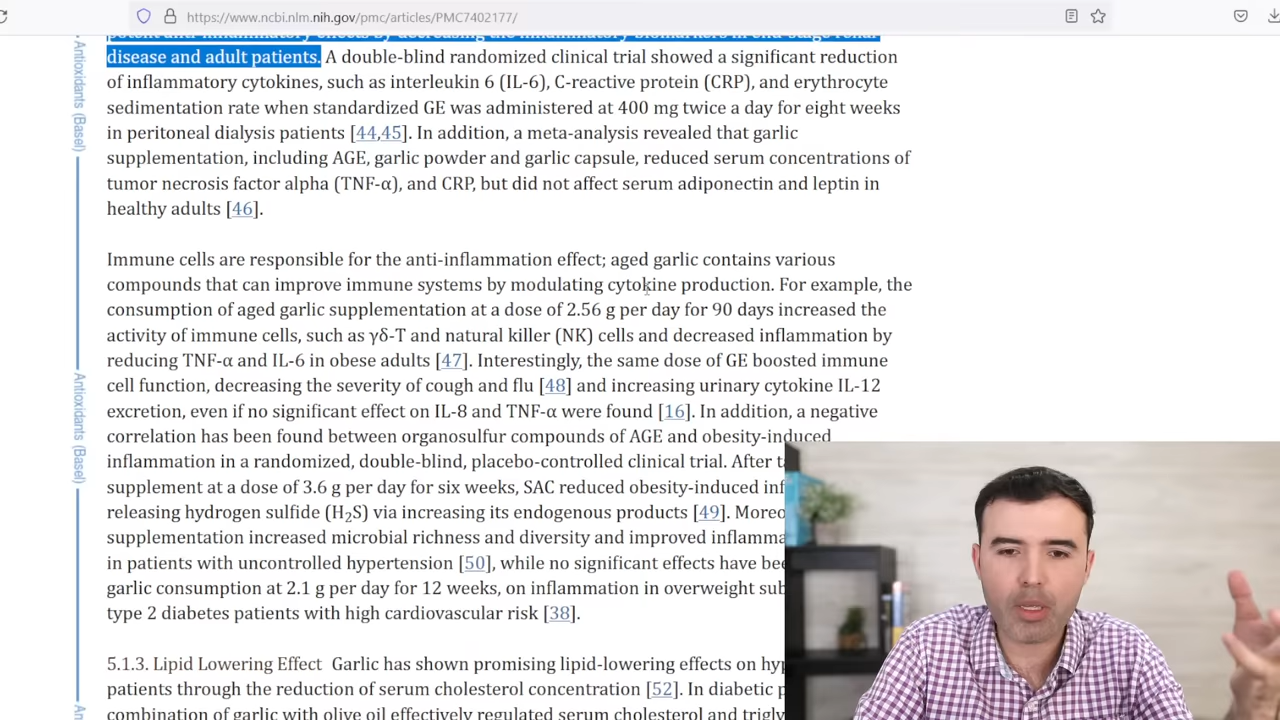 https://www.ncbi.nlm.nih.gov/pmc/articles/PMC7402177/
disease and adult patients. A double-blind randomized clinical trial showed a significant reduction
of inflammatory cytokines, such as interleukin 6 (IL-6), C-reactive protein (CRP), and erythrocyte
sedimentation rate when standardized GE was administered at 400 mg twice a day for eight weeks
in peritoneal dialysis patients [44,45]. In addition, a meta-analysis revealed that garlic
supplementation, including AGE, garlic powder and garlic capsule, reduced serum concentrations of
tumor necrosis factor alpha (TNF-α), and CRP, but did not affect serum adiponectin and leptin in
healthy adults [46].
Immune cells are responsible for the anti-inflammation effect; aged garlic contains various
compounds that can improve immune systems by modulating cytokine production. For example, the
consumption of aged garlic supplementation at a dose of 2.56 g per day for 90 days increased the
activity of immune cells, such as γδ-T and natural killer (NK) cells and decreased inflammation by
reducing TNF-α and IL-6 in obese adults [47]. Interestingly, the same dose of GE boosted immune
cell function, decreasing the severity of cough and flu [48] and increasing urinary cytokine IL-12
excretion, even if no significant effect on IL-8 and TNF-α were found [16]. In addition, a negative
correlation has been found between organosulfur compounds of AGE and obesity-induced
inflammation in a randomized, double-blind, placebo-controlled clinical trial. After
supplement at a dose of 3.6 g per day for six weeks, SAC reduced obesity-induced
releasing hydrogen sulfide (H₂S) via increasing its endogenous products [49].
supplementation increased microbial richness and diversity and improved
in patients with uncontrolled hypertension [50], while no significant effects have
garlic consumption at 2.1 g per day for 12 weeks, on inflammation in overweight
type 2 diabetes patients with high cardiovascular risk [38].
5.1.3. Lipid Lowering Effect Garlic has shown promising lipid-lowering effects on
patients through the reduction of serum cholesterol concentration [52]. In diabetic
combination of garlic with olive oil effectively regulated serum cholesterol and
Antioxidants (Basel)
Antioxidants (Basel)